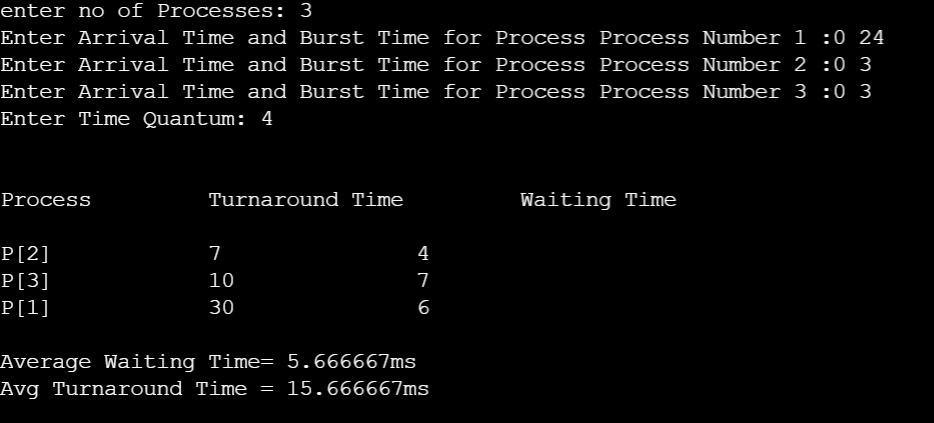 enter no of Processes: 3
Enter Arrival Time and Burst Time for Process Process Number 1 :0 24
Enter Arrival Time and Burst Time for Process Process Number 2 :0 3
Enter Arrival Time and Burst Time for Process Process Number 3 :0 3
Enter Time Quantum: 4
Process Turnaround Time Waiting Time
P[2] 7 4
P[3] 10 7
P[1] 30 6
Average Waiting Time= 5.666667ms
Avg Turnaround Time = 15.666667ms